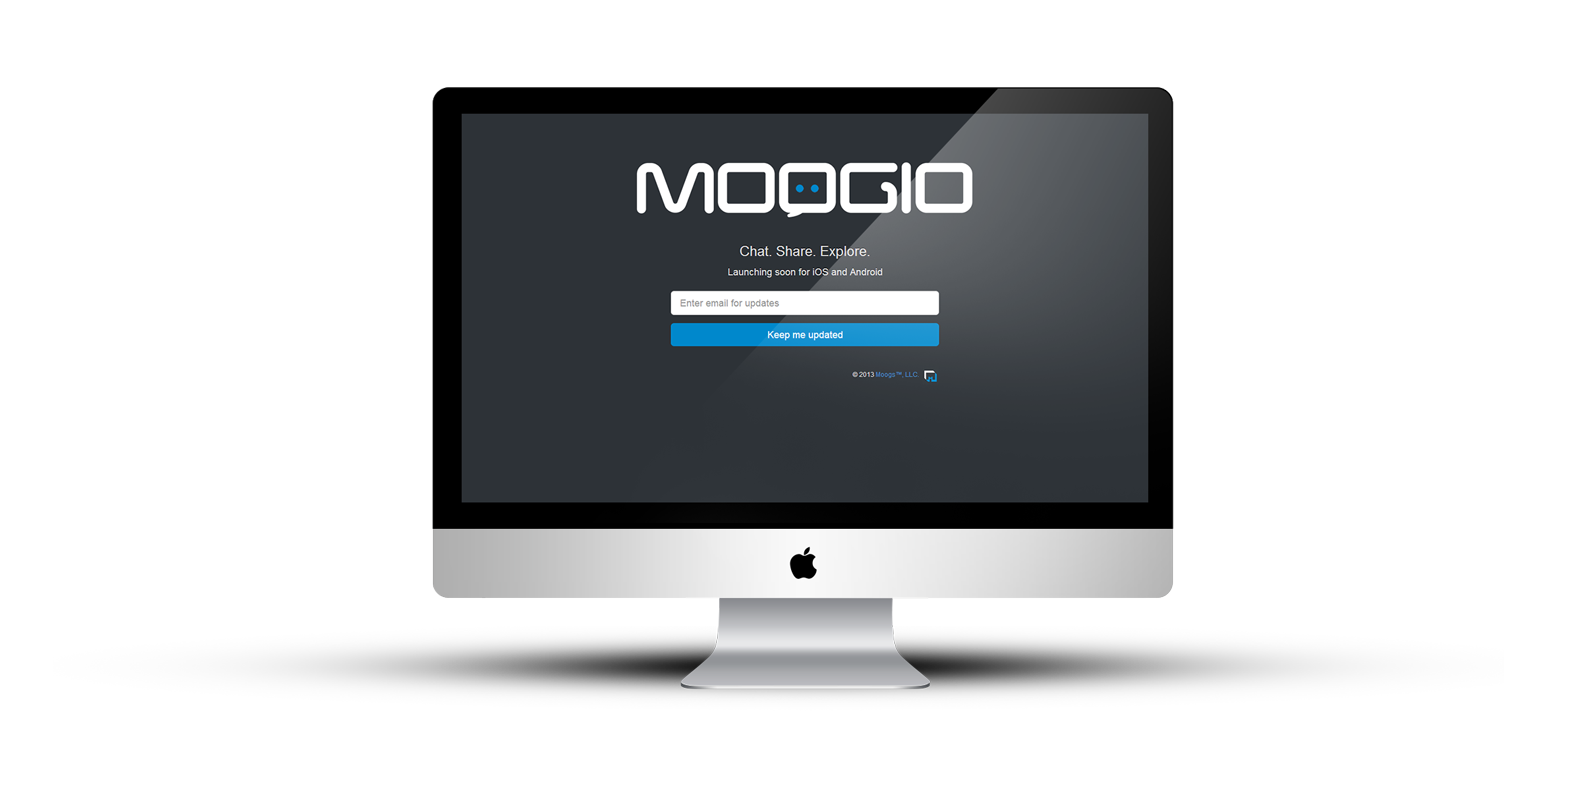 MOOGIO
Chat. Share. Explore.
Launching soon for iOS and Android
Enter email for updates
Keep me updated
© 2013 Moogs™, LLC.